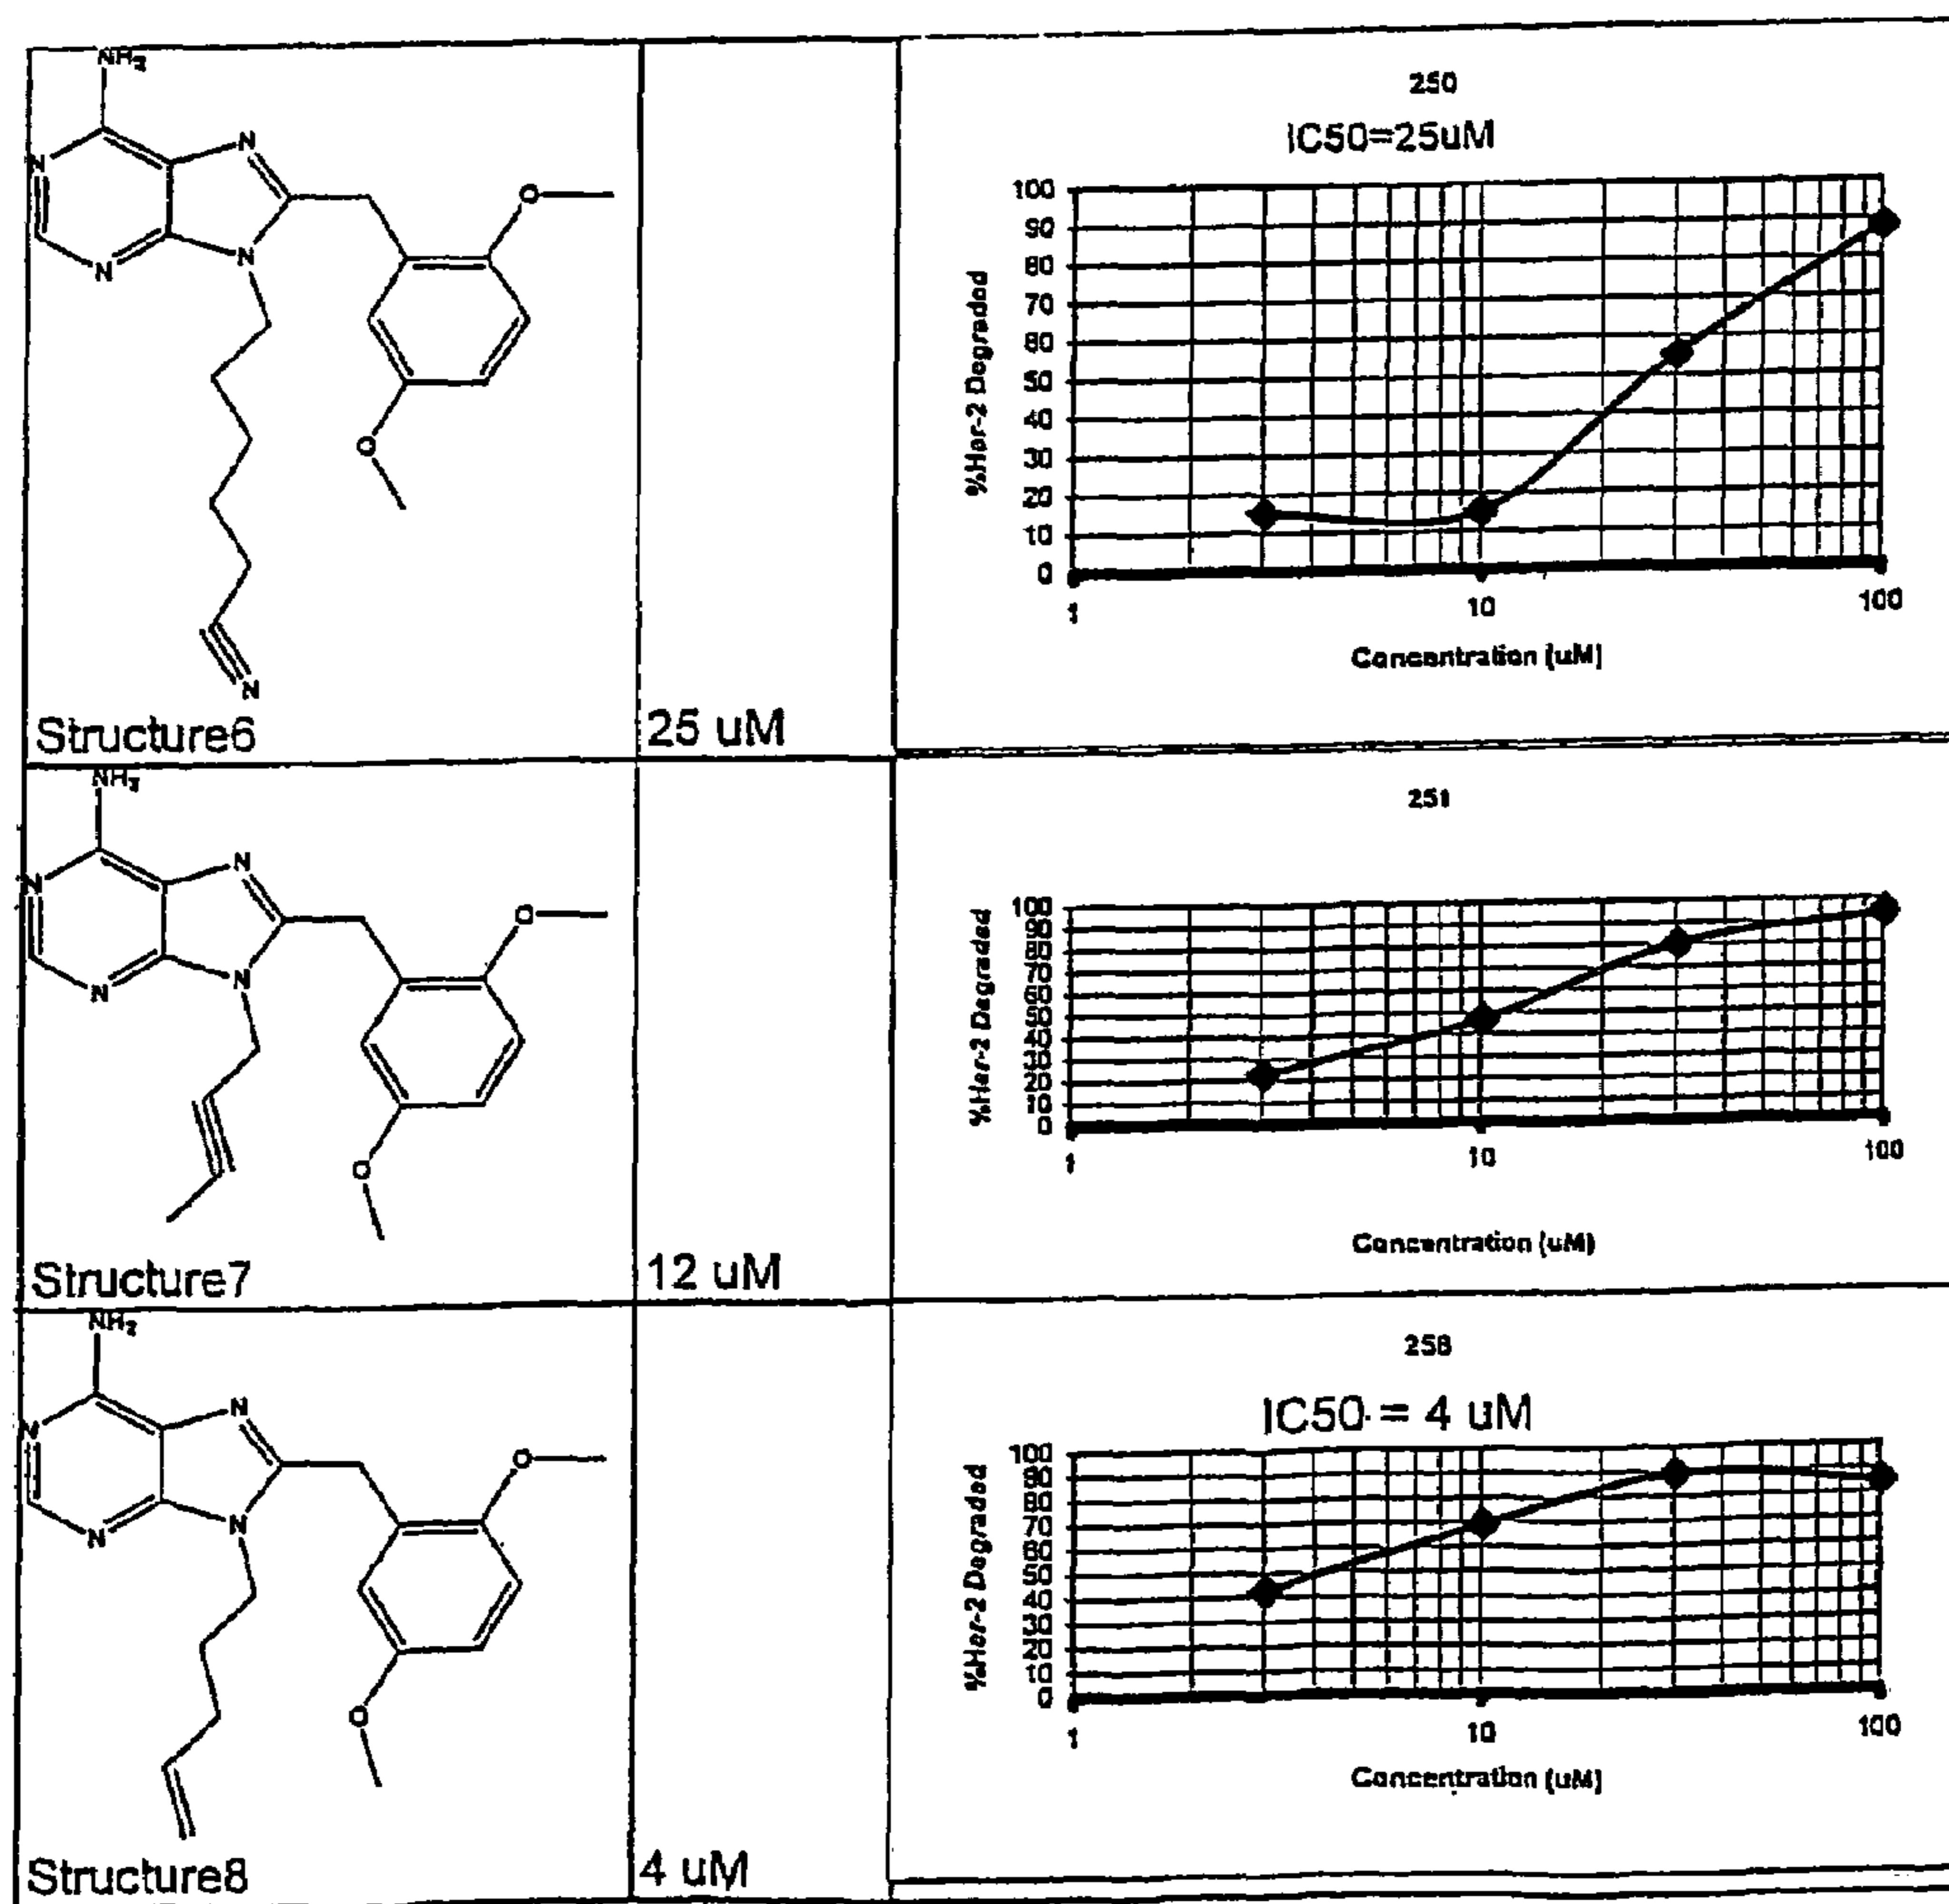 NH2
N
N
N
N
O
O
N
Structure6
25 uM
250
IC50=25uM
100
90
80
70
60
50
40
30
20
10
0
%Her-2 Degraded
1 10 100
Concentration (uM)
NH2
N
N
N
N
O
O
Structure7
12 uM
251
100
90
80
70
60
50
40
30
20
10
0
%Her-2 Degraded
1 10 100
Concentration (uM)
NH2
N
N
N
N
O
O
Structure8
4 uM
258
IC50 = 4 uM
100
90
80
70
60
50
40
30
20
10
0
%Her-2 Degraded
1 10 100
Concentration (uM)